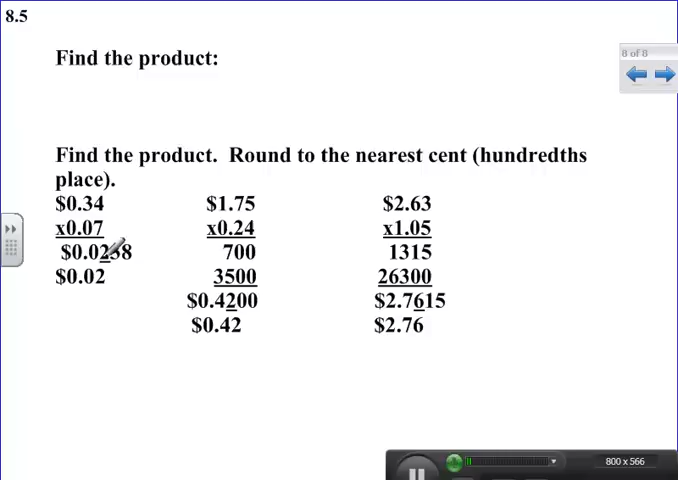 8.5
Find the product:
8 of 8
Find the product. Round to the nearest cent (hundredths
place).
$0.34 $1.75 $2.63
x0.07 x0.24 x1.05
$0.0238 700 1315
$0.02 3500 26300
$0.4200 $2.7615
$0.42 $2.76
800 x 566